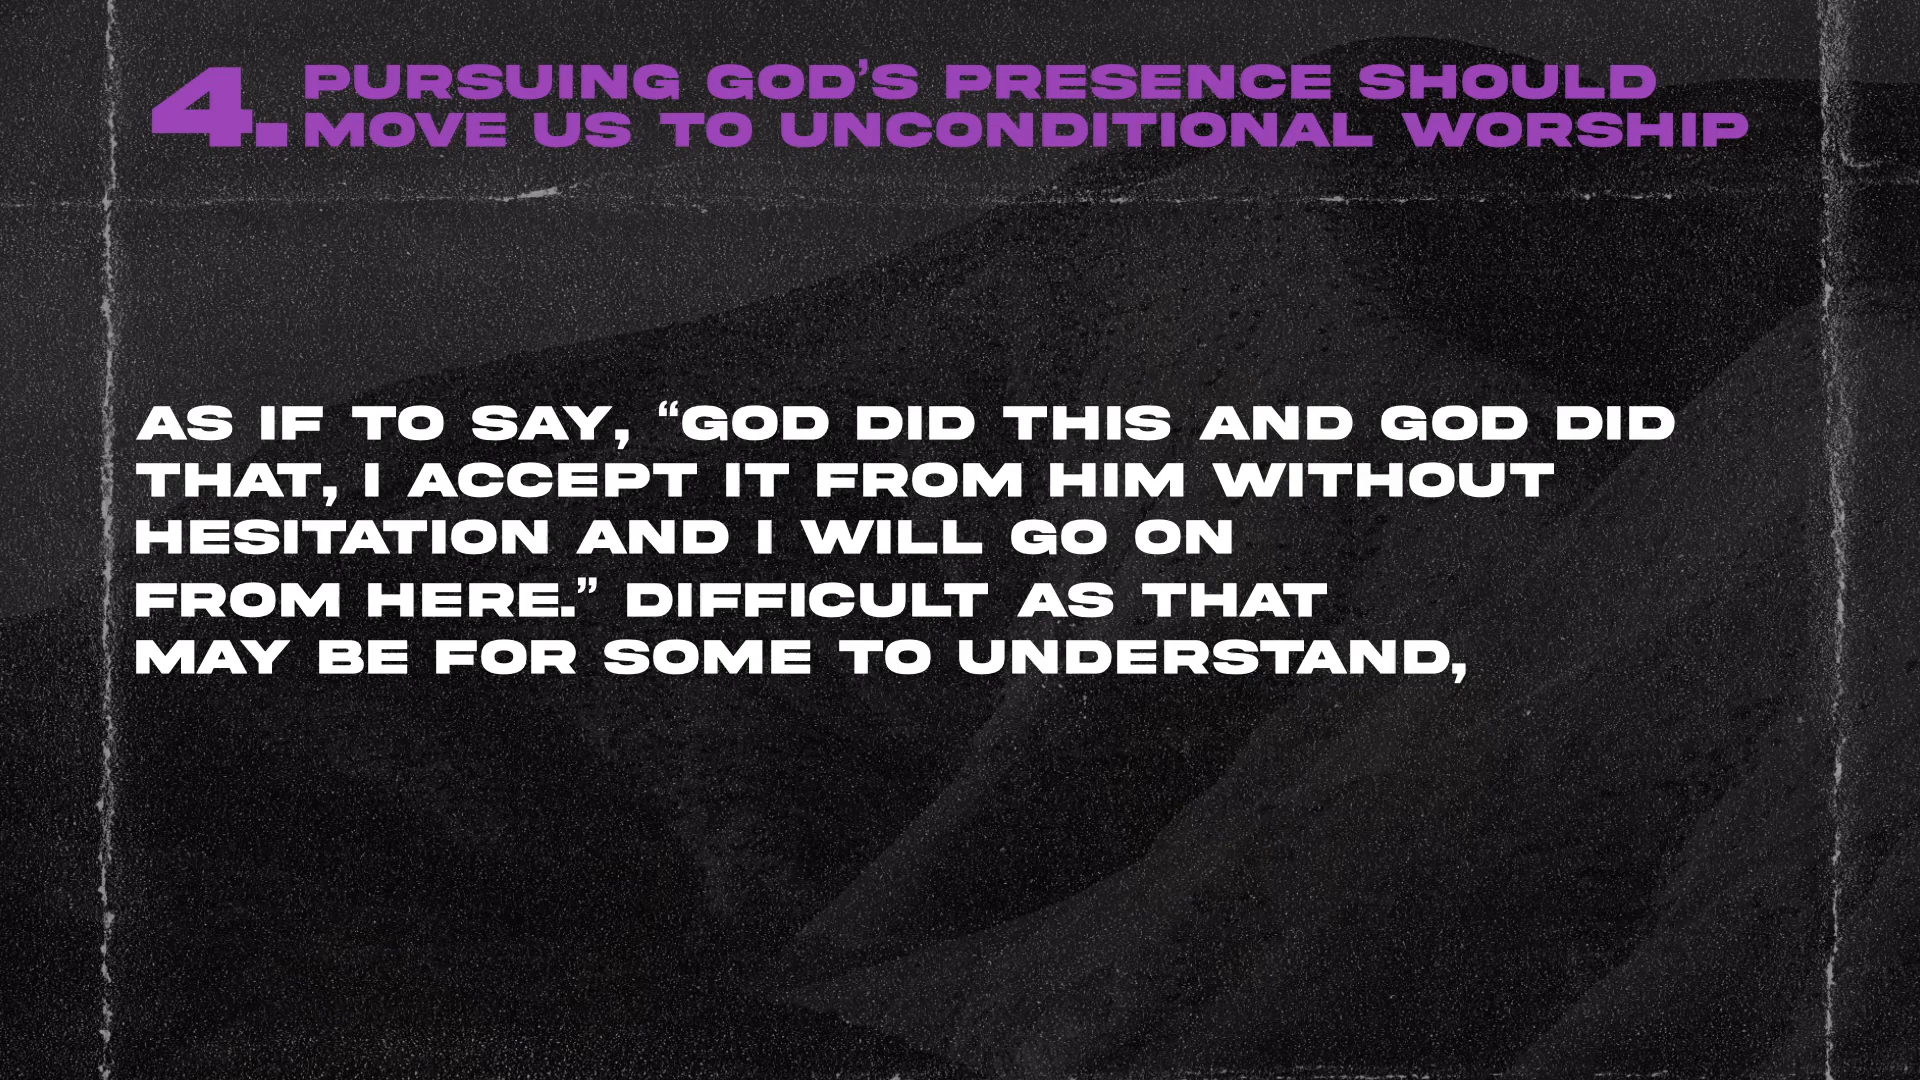 4. PURSUING GOD’S PRESENCE SHOULD
MOVE US TO UNCONDITIONAL WORSHIP
AS IF TO SAY, “GOD DID THIS AND GOD DID
THAT, I ACCEPT IT FROM HIM WITHOUT
HESITATION AND I WILL GO ON
FROM HERE.” DIFFICULT AS THAT
MAY BE FOR SOME TO UNDERSTAND,